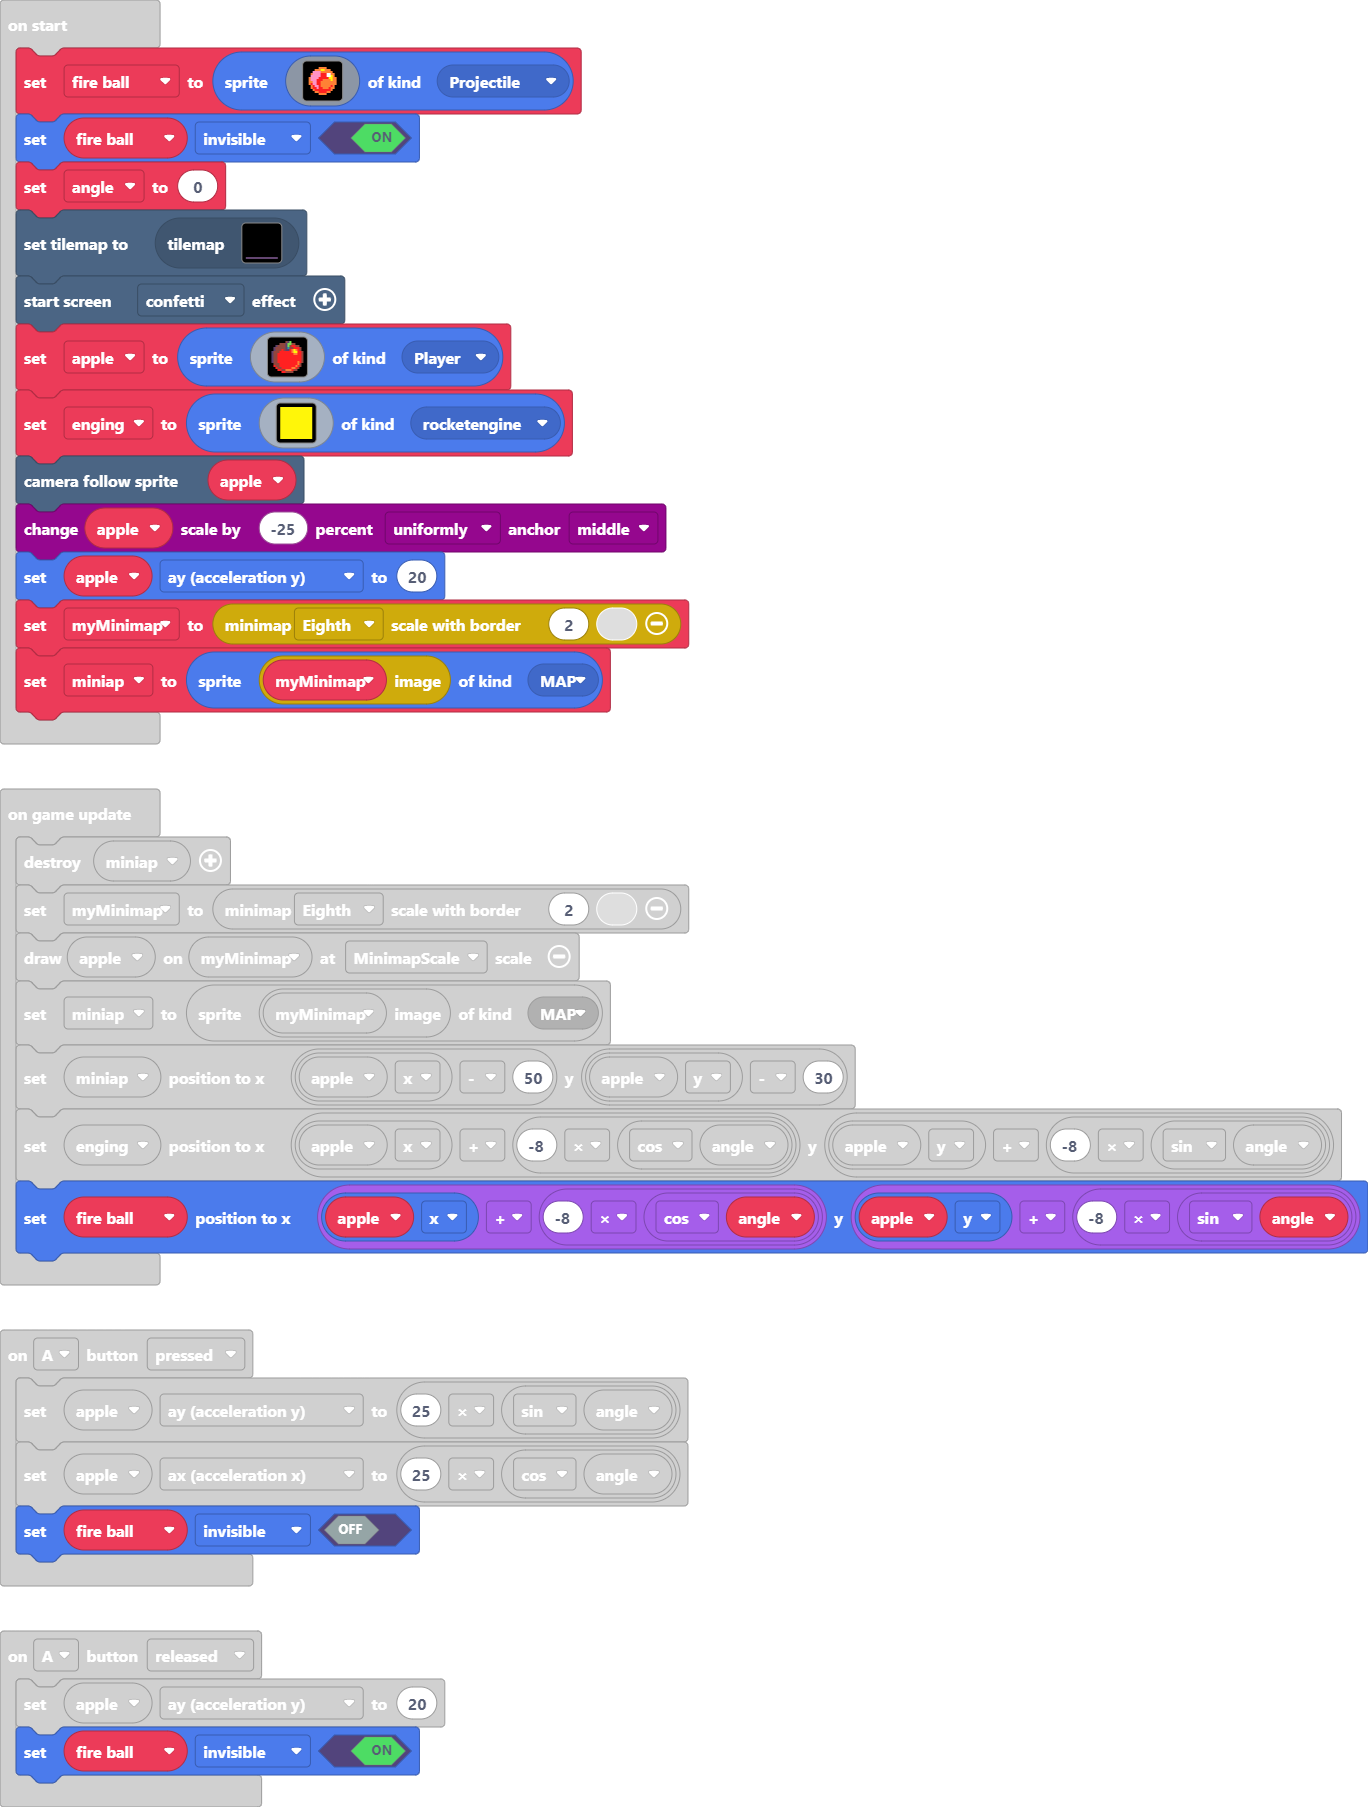 on start
set fire ball to sprite of kind Projectile
set fire ball invisible ON
set angle to 0
set tilemap to tilemap
start screen confetti effect
set apple to sprite of kind Player
set enging to sprite of kind rocketengine
camera follow sprite apple
change apple scale by -25 percent uniformly anchor middle
set apple ay (acceleration y) to 20
set myMinimap to minimap Eighth scale with border 2
set miniap to sprite myMinimap image of kind MAP
on game update
destroy miniap
set myMinimap to minimap Eighth scale with border 2
draw apple on myMinimap at MinimapScale scale
set miniap to sprite myMinimap image of kind MAP
set miniap position to x apple x - 50 y apple y - 30
set enging position to x apple x + -8 × cos angle y apple y + -8 × sin angle
set fire ball position to x apple x + -8 × cos angle y apple y + -8 × sin angle
on A button pressed
set apple ay (acceleration y) to 25 × sin angle
set apple ax (acceleration x) to 25 × cos angle
set fire ball invisible OFF
on A button released
set apple ay (acceleration y) to 20
set fire ball invisible ON